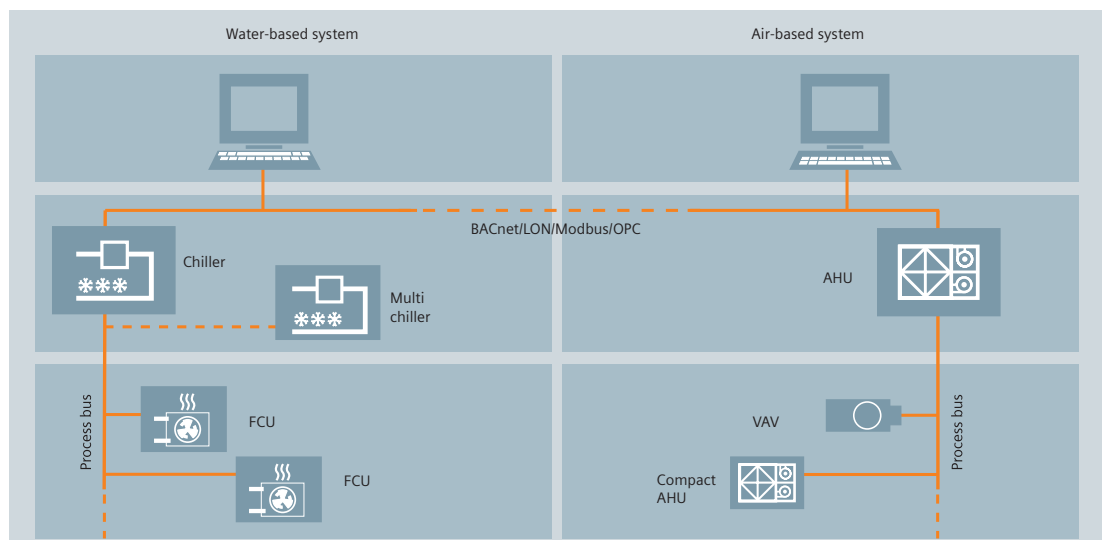 Water-based system
Air-based system
BACnet/LON/Modbus/OPC
Chiller
Multi
chiller
AHU
Process bus
FCU
FCU
VAV
Compact
AHU
Process bus